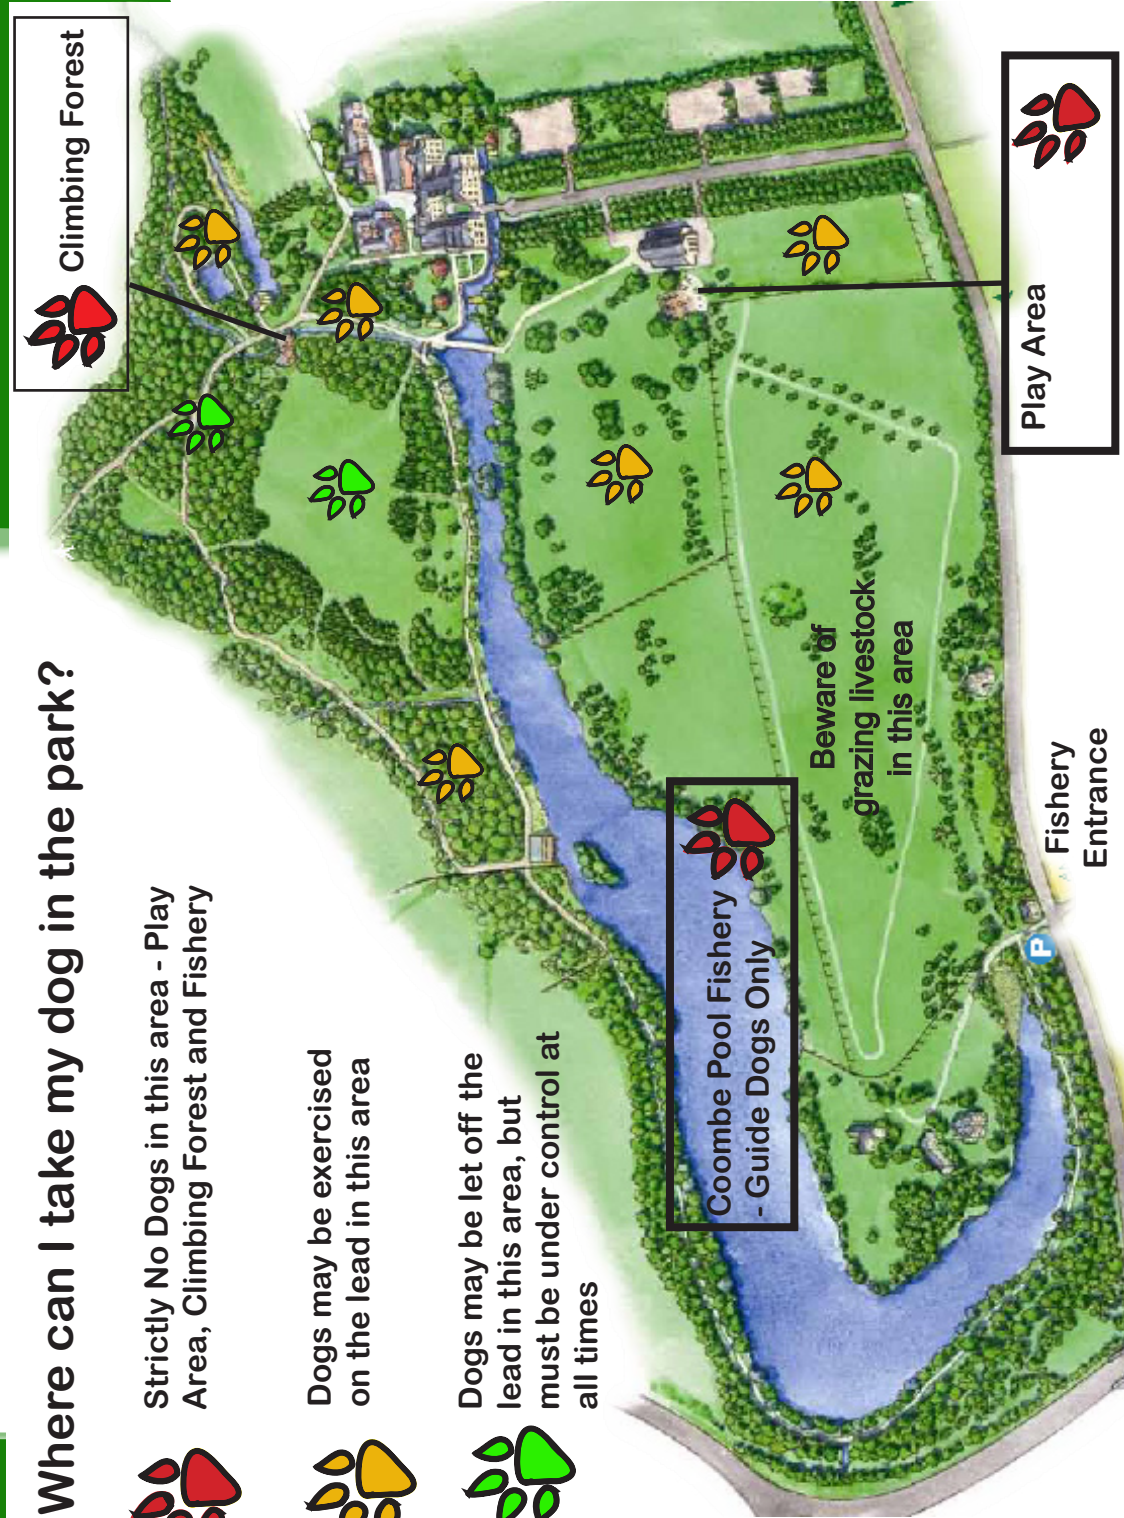 Where can I take my dog in the park?
Strictly No Dogs in this area - Play
Area, Climbing Forest and Fishery
Dogs may be exercised
on the lead in this area
Dogs may be let off the
lead in this area, but
must be under control at
all times
Climbing Forest
Coombe Pool Fishery
- Guide Dogs Only
Beware of
grazing livestock
in this area
Play Area
Fishery
Entrance
P